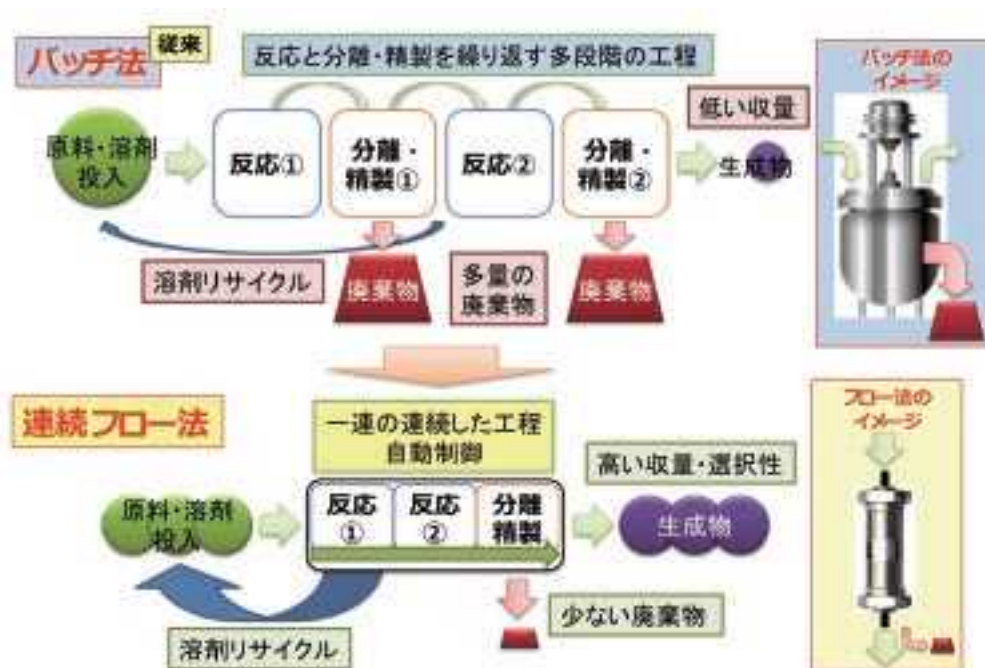 バッチ法
従来
反応と分離・精製を繰り返す多段階の工程
原料・溶剤
投入
反応①
分離・
精製①
反応②
分離・
精製②
低い収量
生成物
溶剤リサイクル
廃棄物
多量の
廃棄物
廃棄物
バッチ法の
イメージ
連続フロー法
一連の連続した工程
自動制御
原料・溶剤
投入
反応
①
反応
②
分離
精製
高い収量・選択性
生成物
溶剤リサイクル
少ない廃棄物
フロー法の
イメージ